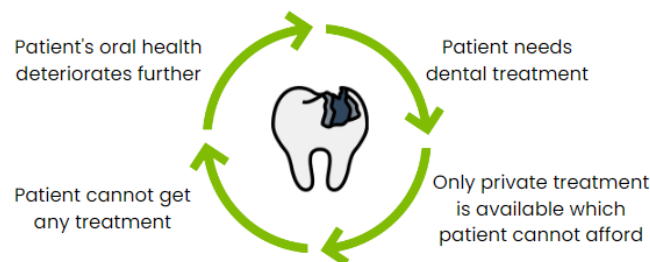 Patient's oral health
deteriorates further
Patient needs
dental treatment
Only private treatment
is available which
patient cannot afford
Patient cannot get
any treatment